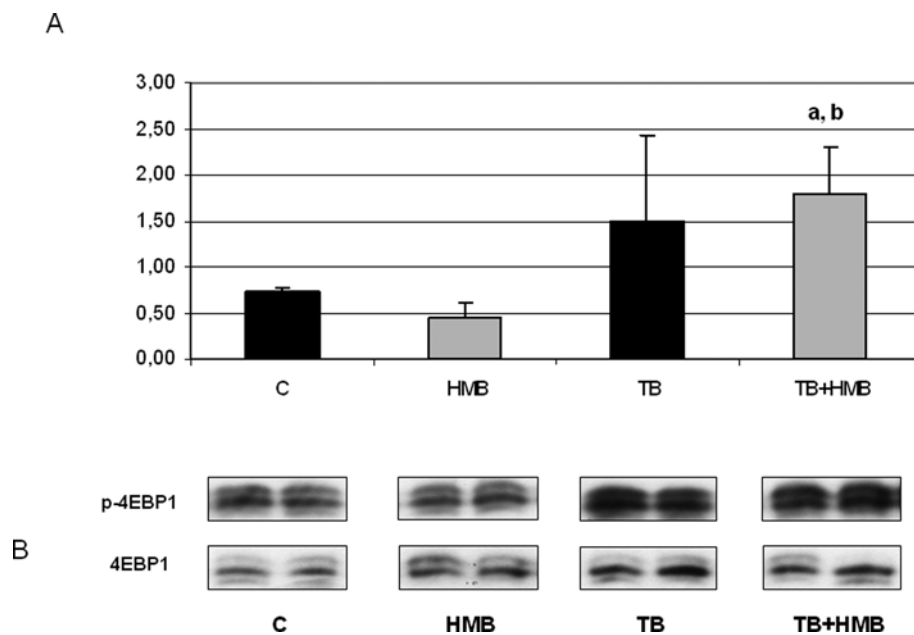 A
3,00
2,50
a, b
2,00
1,50
1,00
0,50
0,00
C HMB TB TB+HMB
p-4EBP1
B
4EBP1
C HMB TB TB+HMB